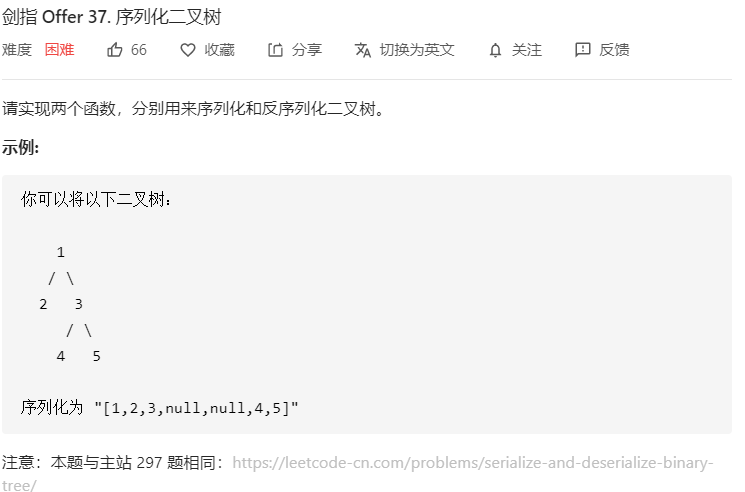 剑指 Offer 37. 序列化二叉树
难度 困难 66 收藏 分享 切换为英文 关注 反馈
请实现两个函数，分别用来序列化和反序列化二叉树。
示例:
你可以将以下二叉树：
1
/ \
2 3
/ \
4 5
序列化为 "[1,2,3,null,null,4,5]"
注意：本题与主站 297 题相同：https://leetcode-cn.com/problems/serialize-and-deserialize-binary-
tree/